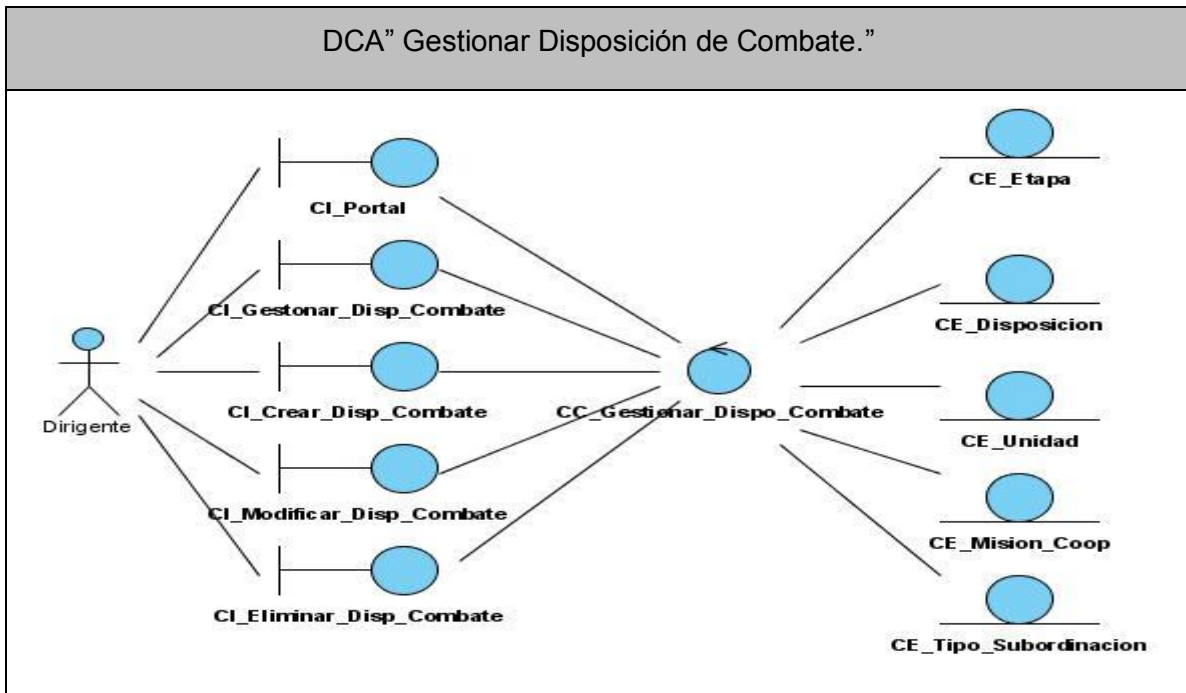 DCA” Gestionar Disposición de Combate.”
CI_Portal
CI_Gestonar_Disp_Combate
CI_Crear_Disp_Combate
CI_Modificar_Disp_Combate
CI_Eliminar_Disp_Combate
Dirigente
CC_Gestionar_Dispo_Combate
CE_Etapa
CE_Disposicion
CE_Unidad
CE_Mision_Coop
CE_Tipo_Subordinacion